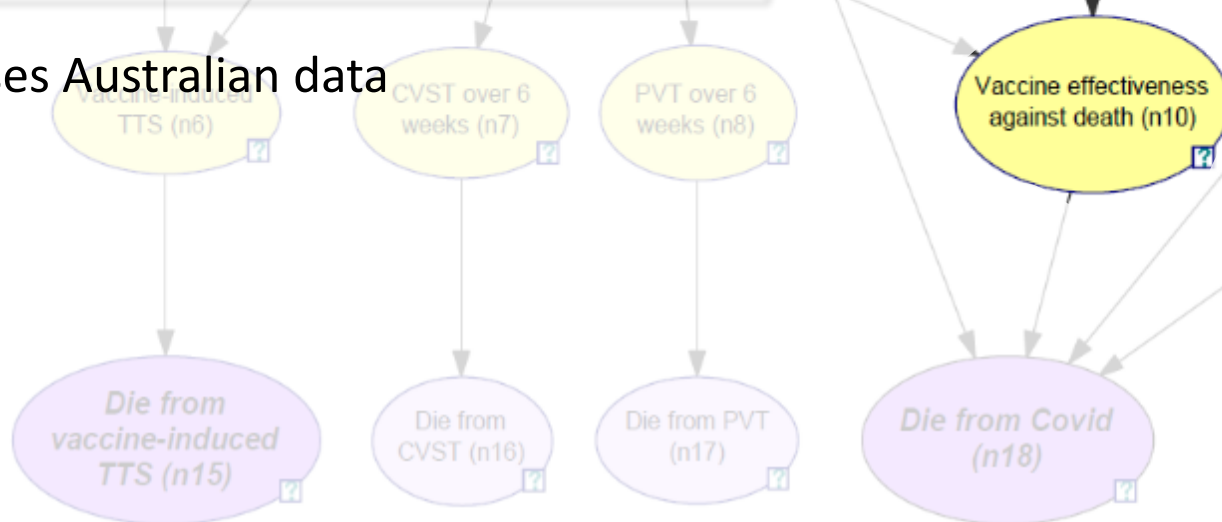 es Australian data
Vaccine-induced
TTS (n6)
?
CVST over 6
weeks (n7)
?
PVT over 6
weeks (n8)
?
Vaccine effectiveness
against death (n10)
?
Die from
vaccine-induced
TTS (n15)
?
Die from
CVST (n16)
?
Die from PVT
(n17)
?
Die from Covid
(n18)
?